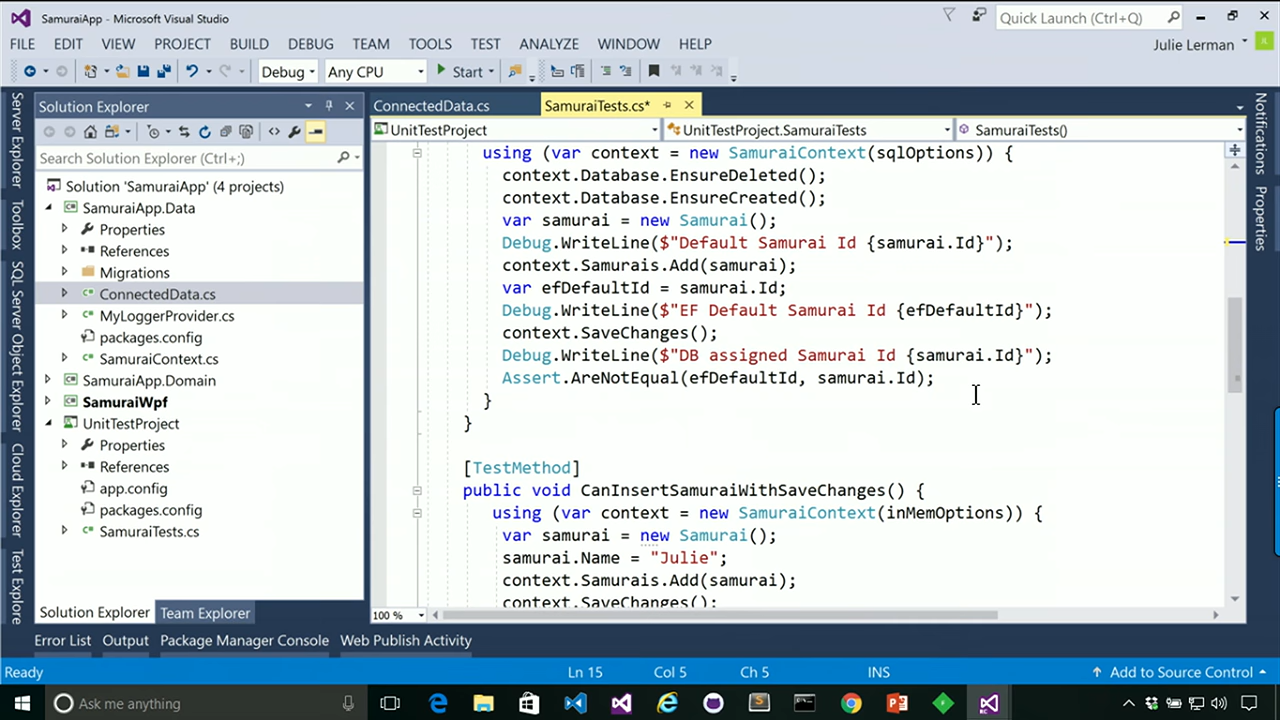 SamuraiApp - Microsoft Visual Studio
Quick Launch (Ctrl+Q)
FILE EDIT VIEW PROJECT BUILD DEBUG TEAM TOOLS TEST ANALYZE WINDOW HELP
Julie Lerman
Debug Any CPU Start
Server Explorer
Toolbox
SQL Server Object Explorer
Cloud Explorer
Test Explore
Solution Explorer
Search Solution Explorer (Ctrl+;)
Solution 'SamuraiApp' (4 projects)
SamuraiApp.Data
Properties
References
Migrations
ConnectedData.cs
MyLoggerProvider.cs
packages.config
SamuraiContext.cs
SamuraiApp.Domain
SamuraiWpf
UnitTestProject
Properties
References
app.config
packages.config
SamuraiTests.cs
Solution Explorer Team Explorer
ConnectedData.cs SamuraiTests.cs*
UnitTestProject UnitTestProject.SamuraiTests SamuraiTests()
using (var context = new SamuraiContext(sqlOptions)) {
context.Database.EnsureDeleted();
context.Database.EnsureCreated();
var samurai = new Samurai();
Debug.WriteLine($"Default Samurai Id {samurai.Id}");
context.Samurais.Add(samurai);
var efDefaultId = samurai.Id;
Debug.WriteLine($"EF Default Samurai Id {efDefaultId}");
context.SaveChanges();
Debug.WriteLine($"DB assigned Samurai Id {samurai.Id}");
Assert.AreNotEqual(efDefaultId, samurai.Id);
}
}
[TestMethod]
public void CanInsertSamuraiWithSaveChanges() {
using (var context = new SamuraiContext(inMemOptions)) {
var samurai = new Samurai();
samurai.Name = "Julie";
context.Samurais.Add(samurai);
context.SaveChanges();
100 %
Notifications
Properties
Error List Output Package Manager Console Web Publish Activity
Ready Ln 15 Col 5 Ch 5 INS Add to Source Control
Ask me anything